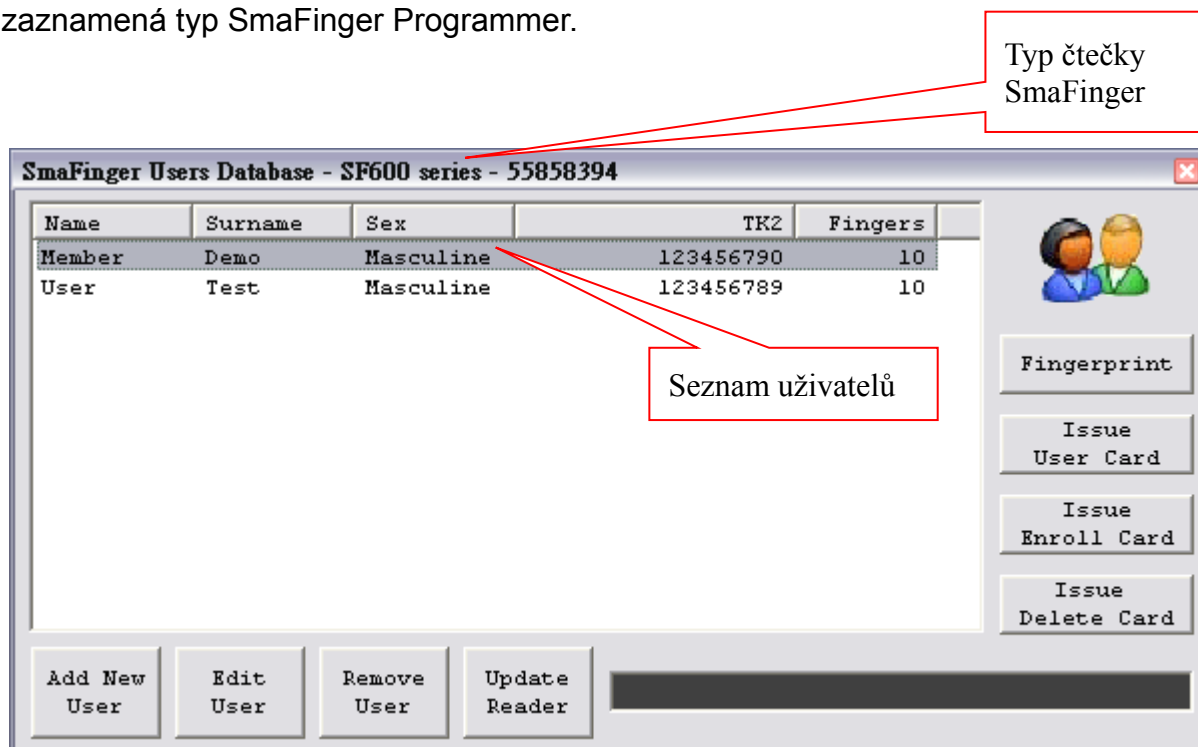 zaznamená typ SmaFinger Programmer.
Typ čtečky
SmaFinger
SmaFinger Users Database - SF600 series - 55858394
Name Surname Sex TK2 Fingers
Member Demo Masculine 123456790 10
User Test Masculine 123456789 10
Seznam uživatelů
Fingerprint
Issue
User Card
Issue
Enroll Card
Issue
Delete Card
Add New
User
Edit
User
Remove
User
Update
Reader